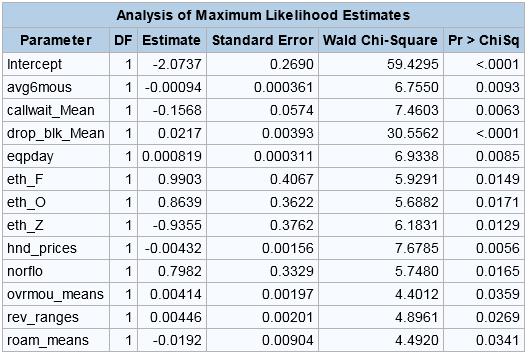 Analysis of Maximum Likelihood Estimates
Parameter DF Estimate Standard Error Wald Chi-Square Pr > ChiSq
Intercept 1 -2.0737 0.2690 59.4295 <.0001
avg6mous 1 -0.00094 0.000361 6.7550 0.0093
callwait_Mean 1 -0.1568 0.0574 7.4603 0.0063
drop_blk_Mean 1 0.0217 0.00393 30.5562 <.0001
eqpday 1 0.000819 0.000311 6.9338 0.0085
eth_F 1 0.9903 0.4067 5.9291 0.0149
eth_O 1 0.8639 0.3622 5.6882 0.0171
eth_Z 1 -0.9355 0.3762 6.1831 0.0129
hnd_prices 1 -0.00432 0.00156 7.6785 0.0056
norflo 1 0.7982 0.3329 5.7480 0.0165
ovrmou_means 1 0.00414 0.00197 4.4012 0.0359
rev_ranges 1 0.00446 0.00201 4.8961 0.0269
roam_means 1 -0.0192 0.00904 4.4920 0.0341